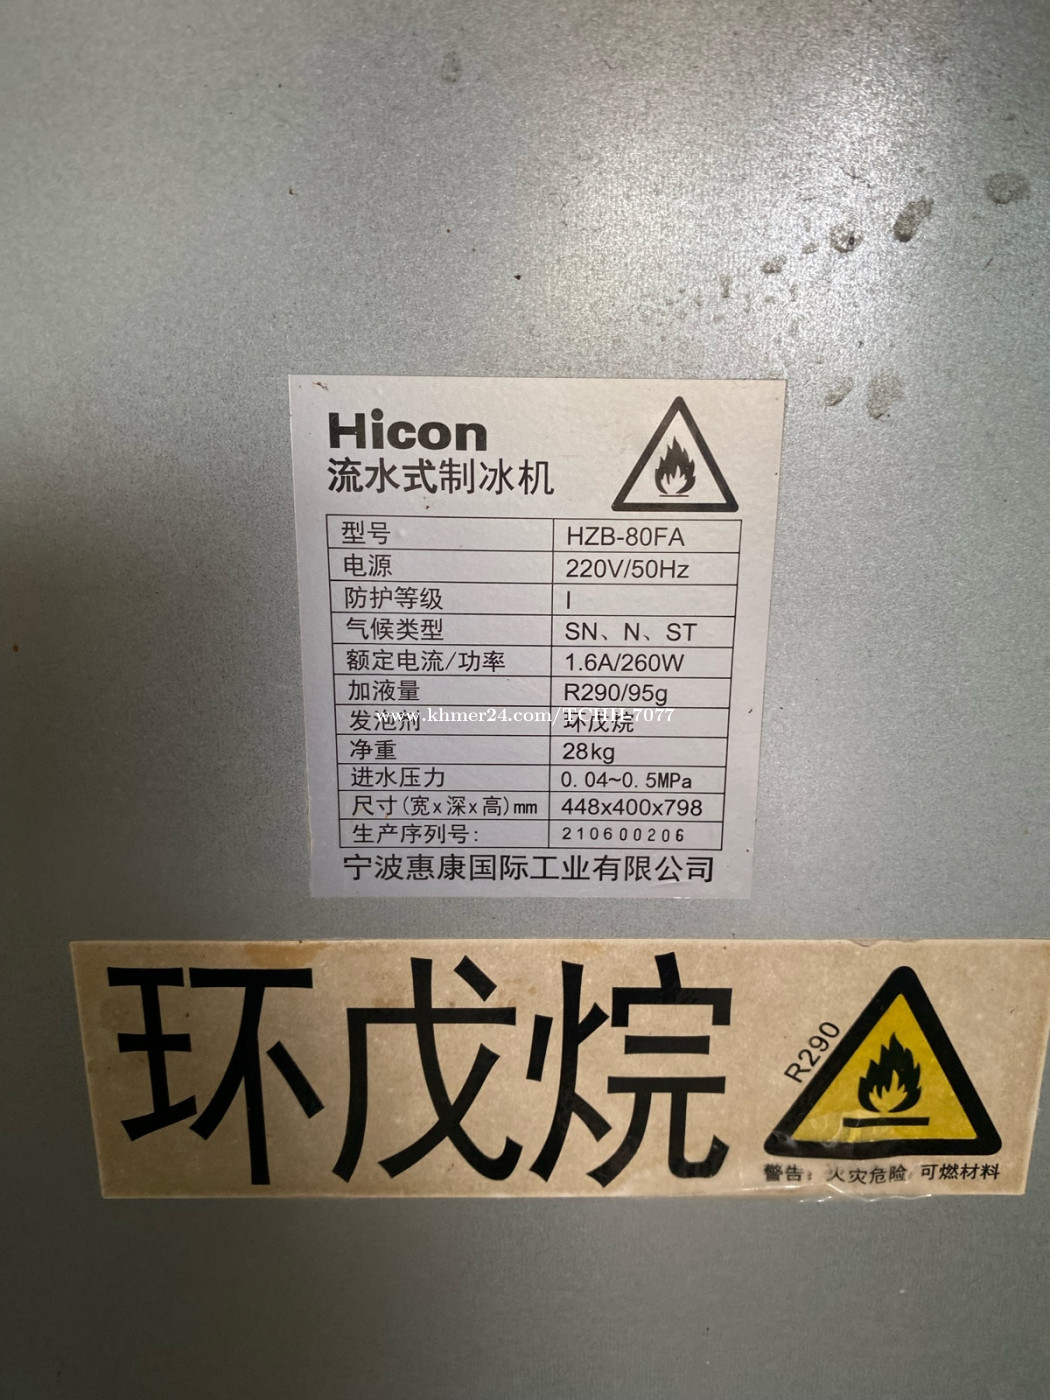 Hicon
流水式制冰机
型号 HZB-80FA
电源 220V/50Hz
防护等级 I
气候类型 SN、N、ST
额定电流/功率 1.6A/260W
加液量 R290/95g
发泡剂 环戊烷
www.khmer24.com/TCHH-7077
净重 28kg
进水压力 0.04~0.5MPa
尺寸(宽x深x高)mm 448x400x798
生产序列号: 210600206
宁波惠康国际工业有限公司
环戊烷
R290
警告: 火灾危险 可燃材料